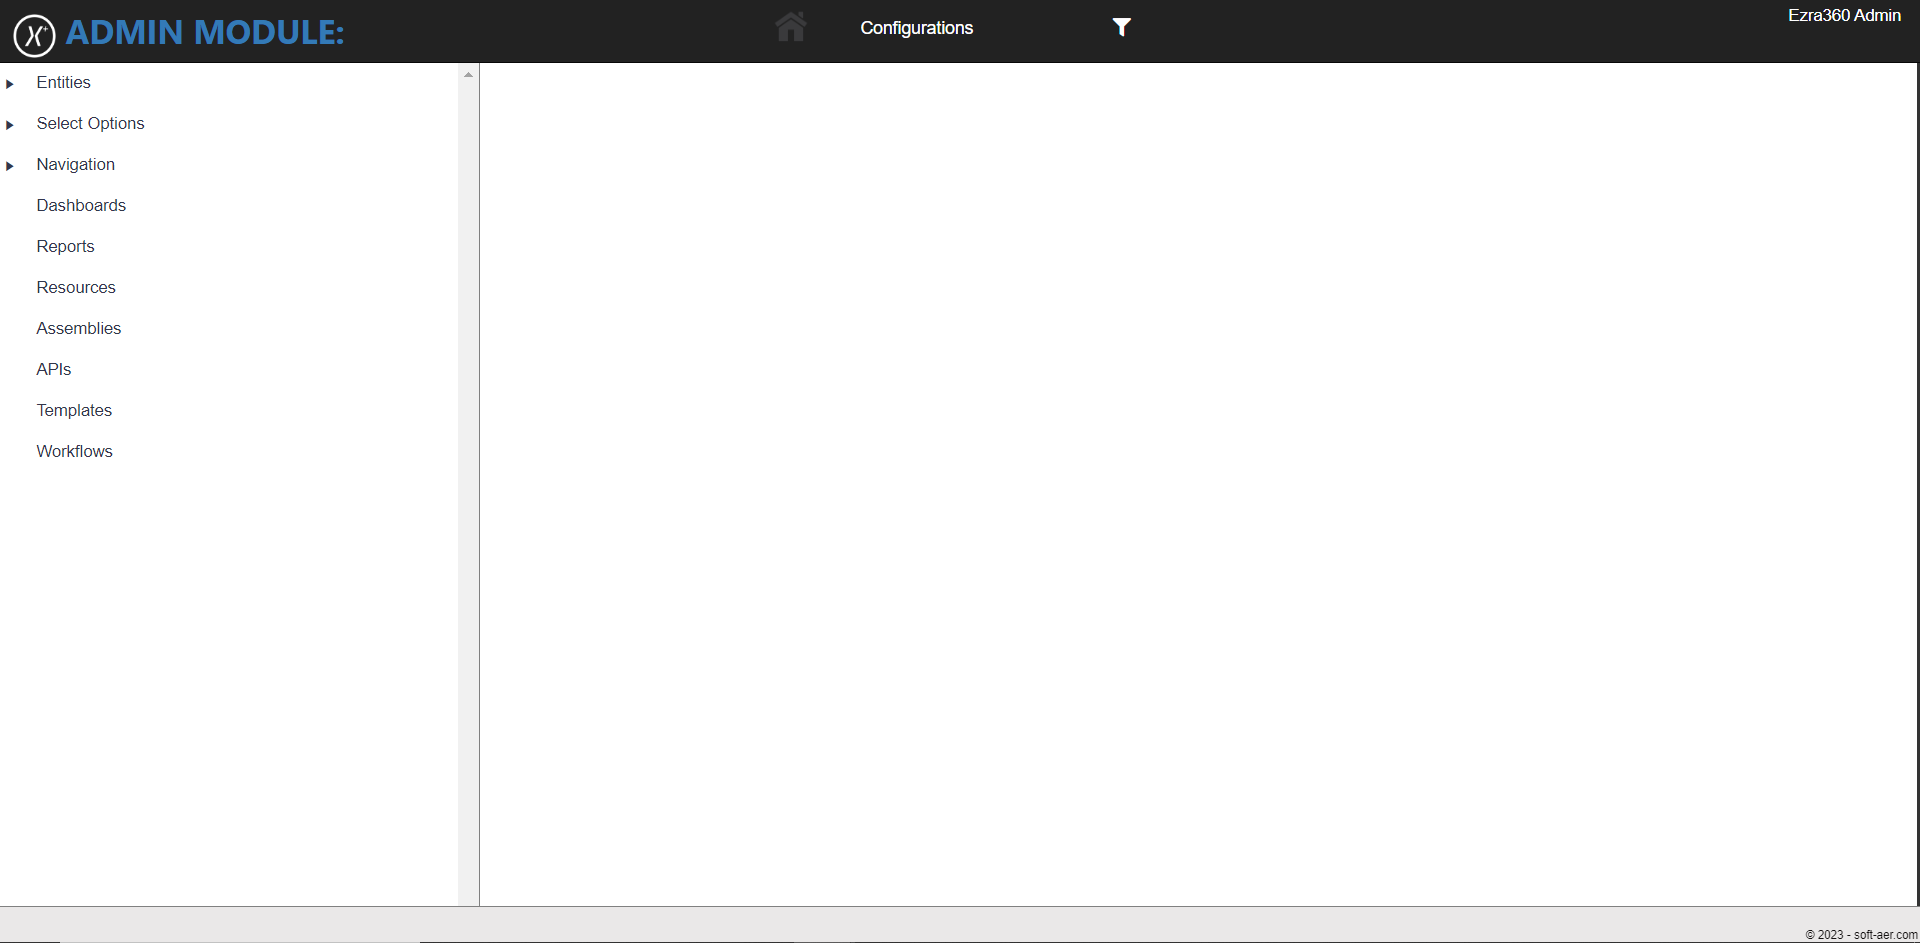 X+ ADMIN MODULE:
Configurations
Ezra360 Admin
Entities
Select Options
Navigation
Dashboards
Reports
Resources
Assemblies
APIs
Templates
Workflows
© 2023 - soft-aer.com